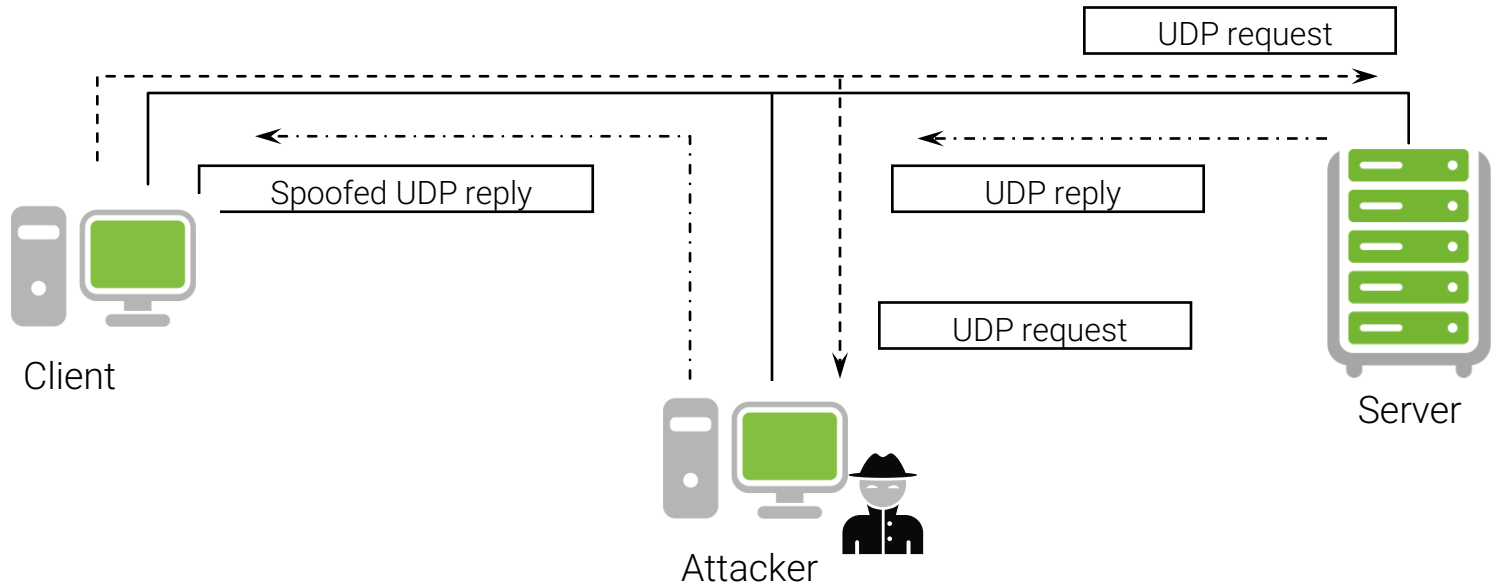 UDP request
Spoofed UDP reply
UDP reply
UDP request
Client
Server
Attacker